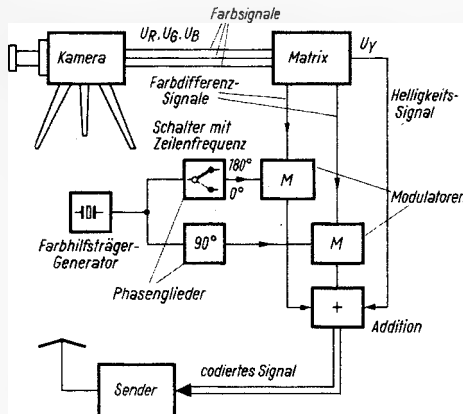 Farbsignale
U_R, U_G, U_B
U_Y
Kamera
Matrix
Farbdifferenz-
Signale
Helligkeits-
Signal
Schalter mit
Zeilenfrequenz
180°
0°
M
Modulatoren
Farbhilfsträger-
Generator
90°
M
Phasenglieder
+
Addition
codiertes Signal
Sender